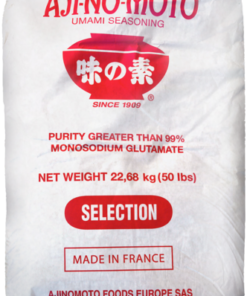 AJI-NO-MOTO
UMAMI SEASONING
味の素
SINCE 1909 ®
PURITY GREATER THAN 99%
MONOSODIUM GLUTAMATE
NET WEIGHT 22,68 kg (50 lbs)
SELECTION
MADE IN FRANCE
AJINOMOTO FOODS EUROPE SAS